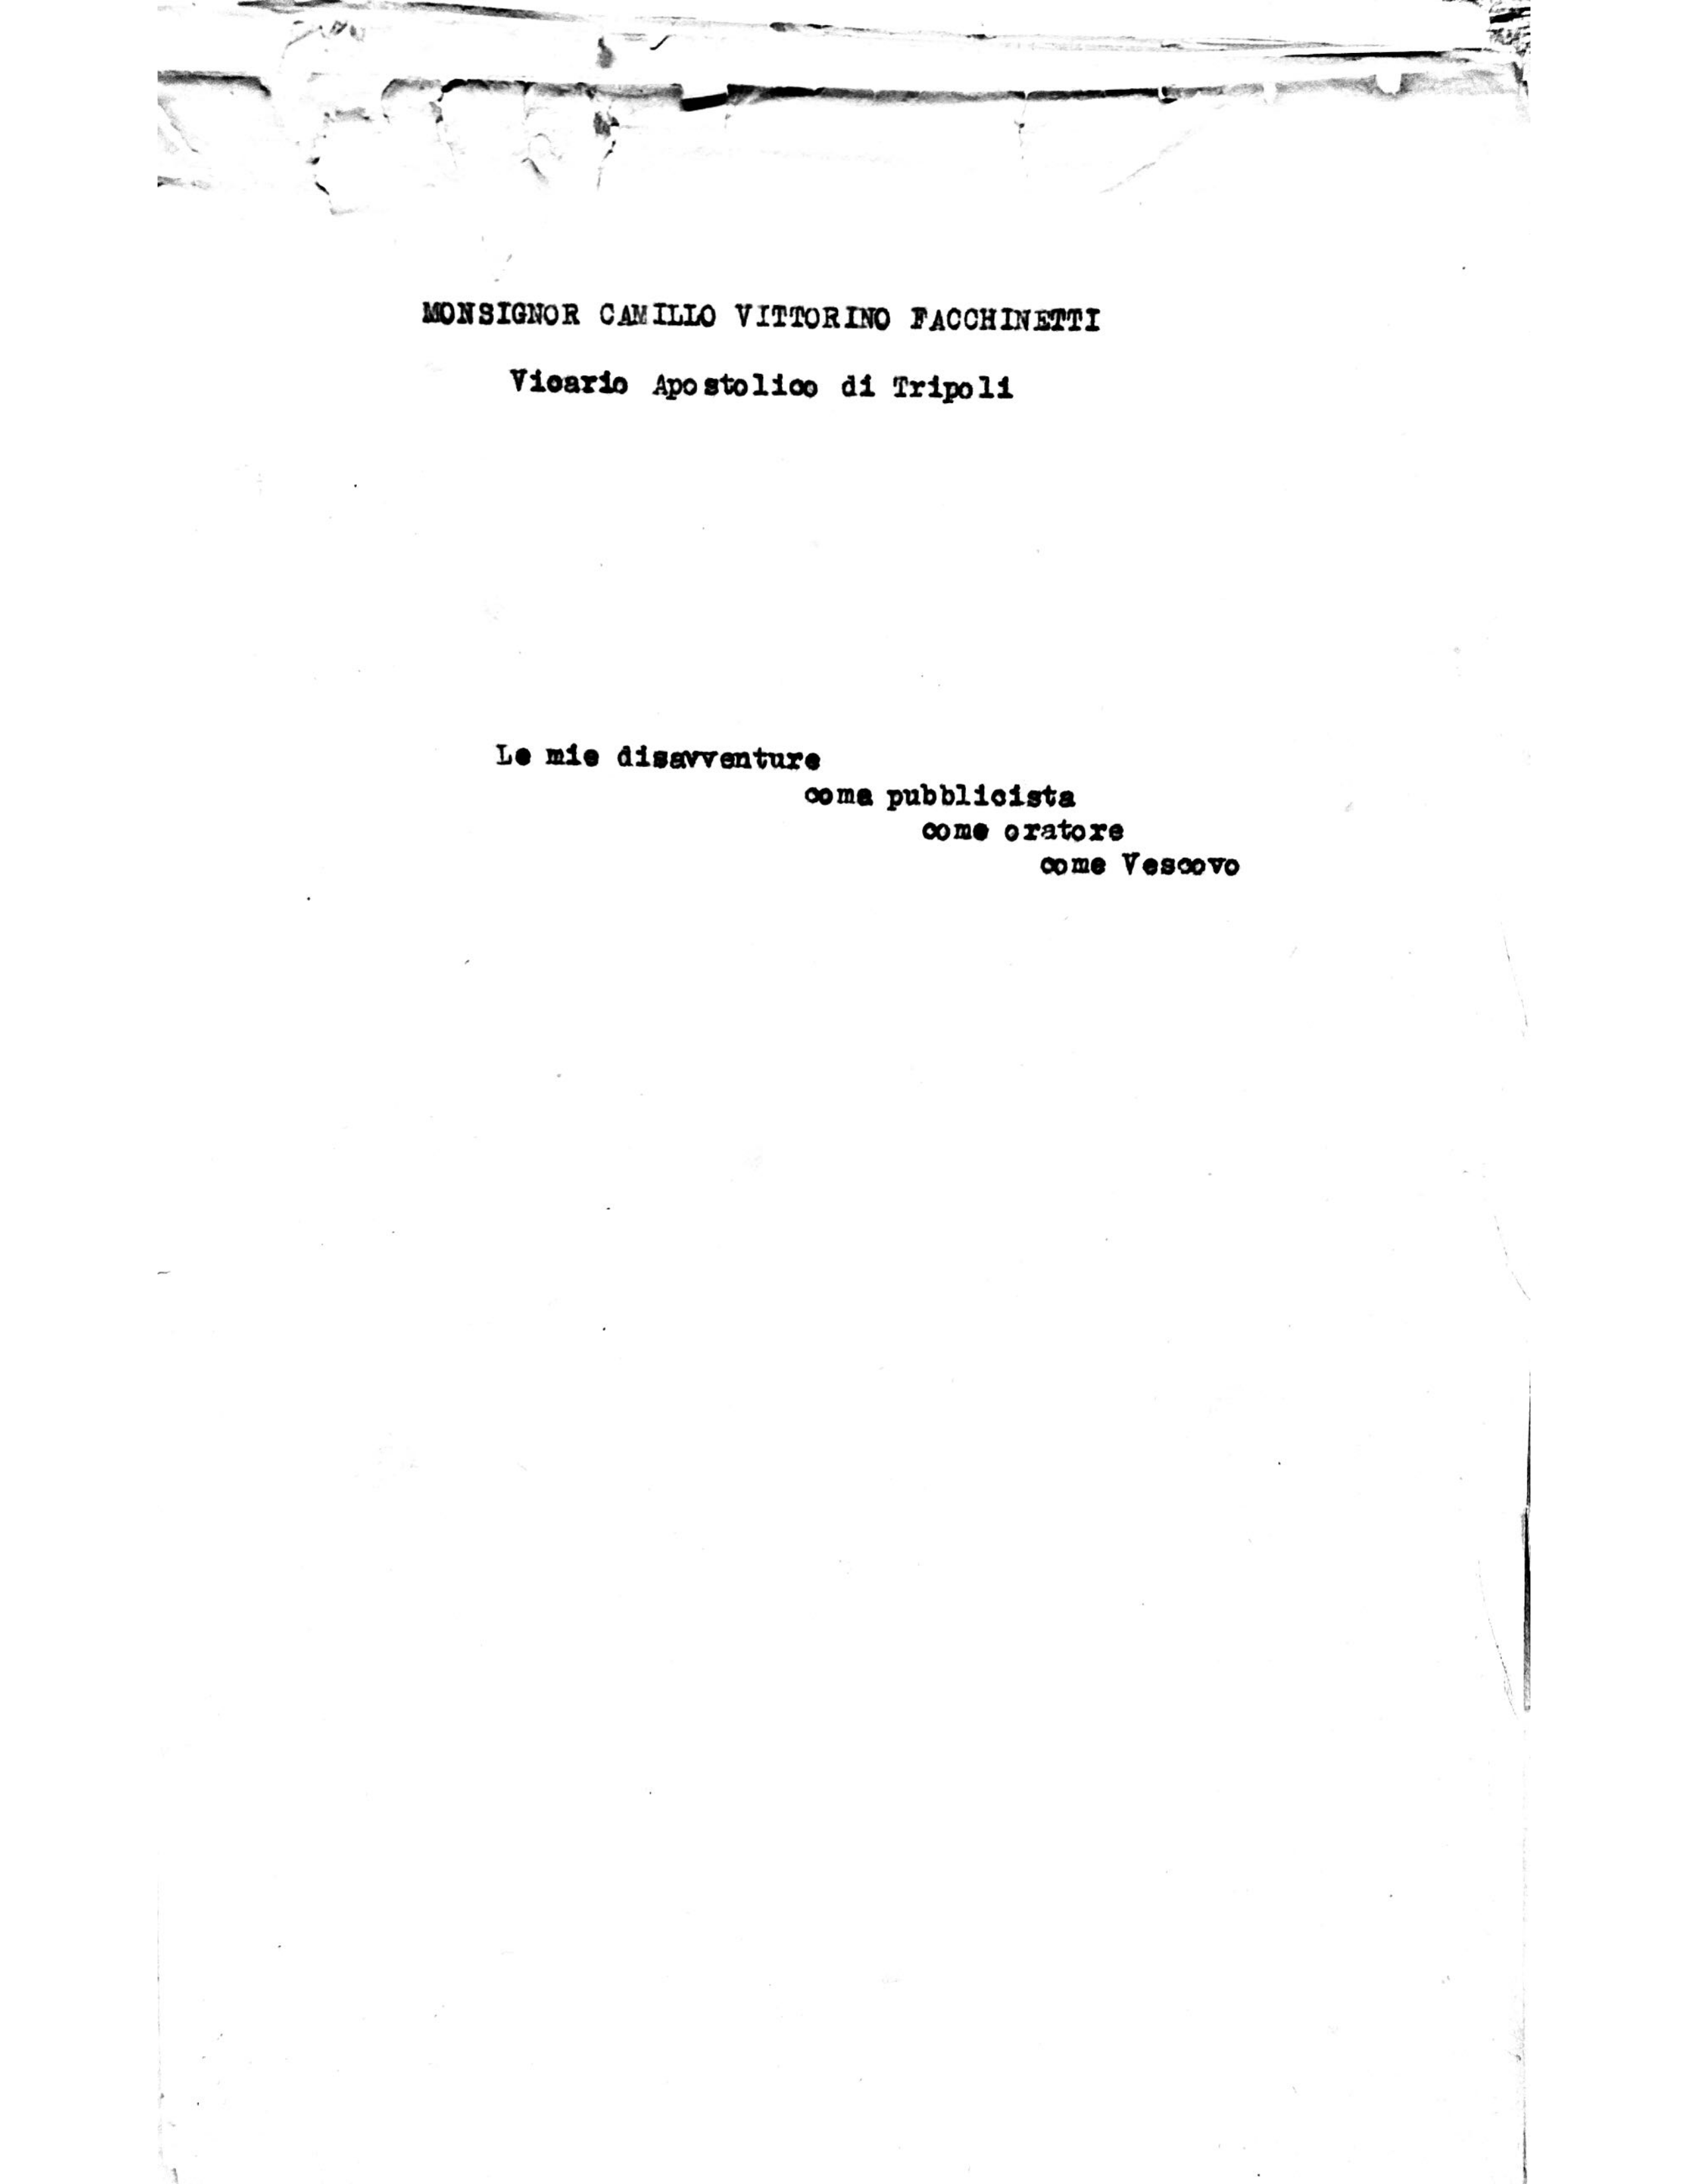 MONSIGNOR CAMILLO VITTORINO FACCHINETTI
Vicario Apostolico di Tripoli
Le mie disavventure
come pubblicista
come oratore
come Vescovo